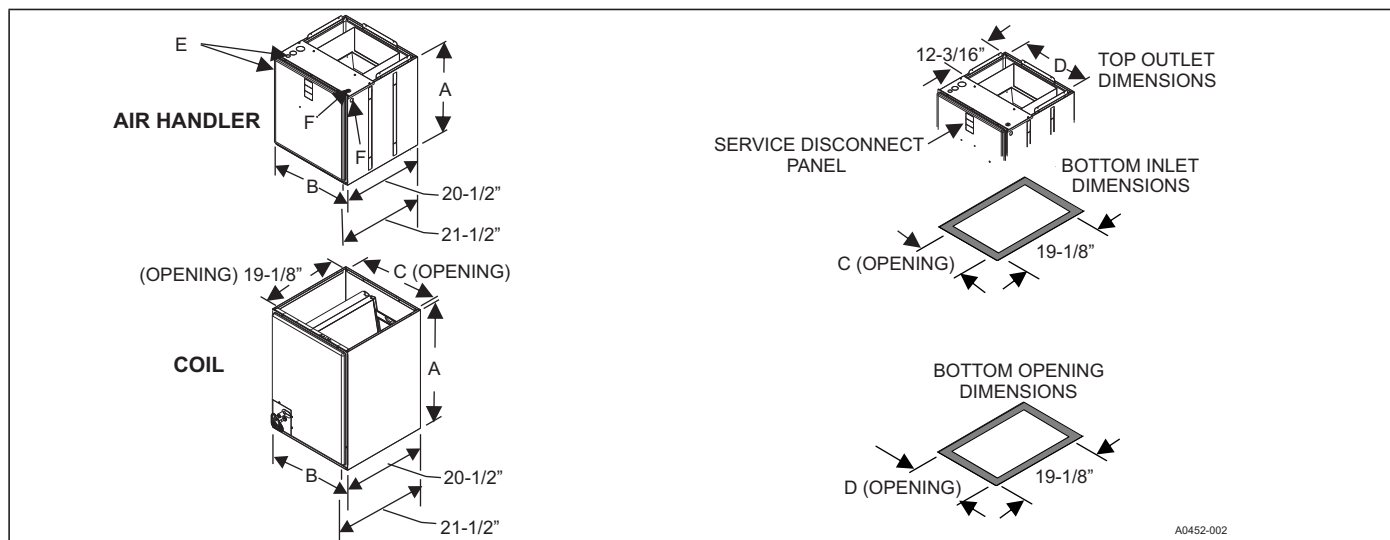 E
A
AIR HANDLER
F
F
B
20-1/2”
21-1/2”
(OPENING) 19-1/8”
C (OPENING)
COIL
A
B
20-1/2”
21-1/2”
12-3/16”
D
TOP OUTLET
DIMENSIONS
SERVICE DISCONNECT
PANEL
BOTTOM INLET
DIMENSIONS
C (OPENING)
19-1/8”
BOTTOM OPENING
DIMENSIONS
D (OPENING)
19-1/8”
A0452-002